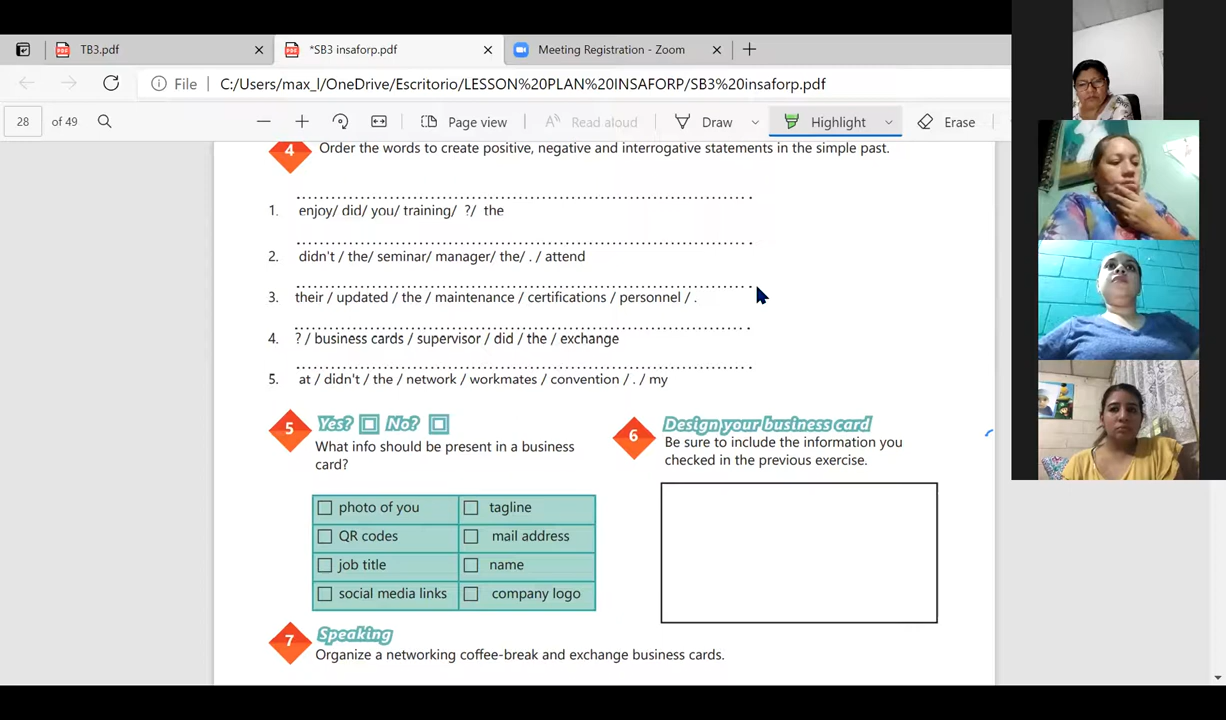 TB3.pdf
*SB3 insaforp.pdf
Meeting Registration - Zoom
File
C:/Users/max_l/OneDrive/Escritorio/LESSON%20PLAN%20INSAFORP/SB3%20insaforp.pdf
28 of 49
Page view
Read aloud
Draw
Highlight
Erase
4 Order the words to create positive, negative and interrogative statements in the simple past.
1. enjoy/ did/ you/ training/ ?/ the
2. didn't / the/ seminar/ manager/ the/ . / attend
3. their / updated / the / maintenance / certifications / personnel / .
4. ? / business cards / supervisor / did / the / exchange
5. at / didn't / the / network / workmates / convention / . / my
5 Yes? No?
What info should be present in a business
card?
photo of you tagline
QR codes mail address
job title name
social media links company logo
6 Design your business card
Be sure to include the information you
checked in the previous exercise.
7 Speaking
Organize a networking coffee-break and exchange business cards.